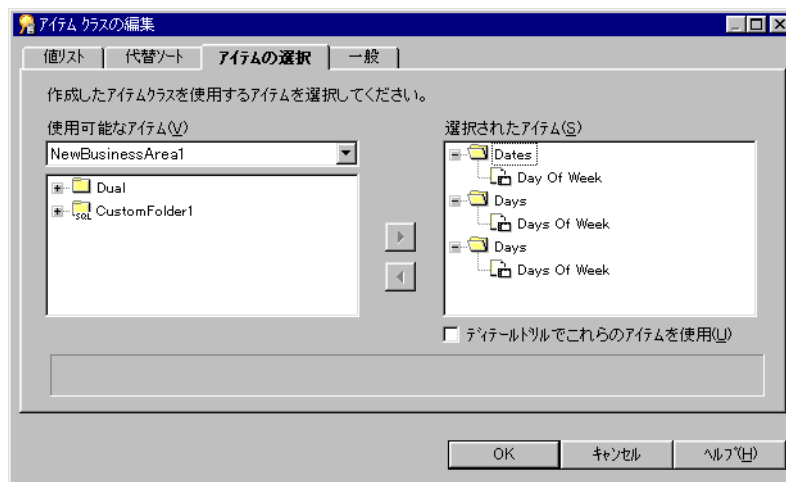 アイテム クラスの編集
値リスト
代替ソート
アイテムの選択
一般
作成したアイテムクラスを使用するアイテムを選択してください。
使用可能なアイテム(V)
NewBusinessArea1
Dual
SQL CustomFolder1
選択されたアイテム(S)
Dates
Day Of Week
Days
Days Of Week
Days
Days Of Week
ディテールドリルでこれらのアイテムを使用(U)
OK
キャンセル
ヘルプ(H)